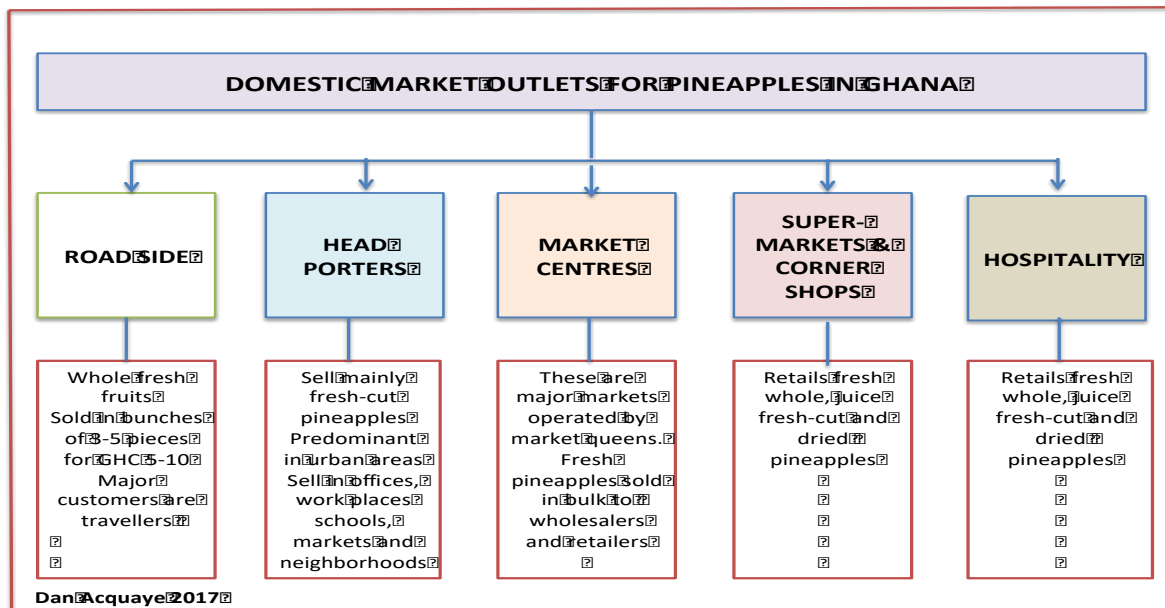 DOMESTIC MARKET OUTLETS FOR PINEAPPLES IN GHANA
ROAD SIDE
HEAD
PORTERS
MARKET
CENTRES
SUPER-
MARKETS &
CORNER
SHOPS
HOSPITALITY
Whole fresh
fruits
Sold in bunches
of 3-5 pieces
for GHC 5-10
Major
customers are
travellers
Sell mainly
fresh-cut
pineapples
Predominant
in urban areas
Sell in offices,
work places
schools,
markets and
neighborhoods
These are
major markets
operated by
market queens.
Fresh
pineapples sold
in bulk to
wholesalers
and retailers
Retails fresh
whole, juice
fresh-cut and
dried
pineapples
Retails fresh
whole, juice
fresh-cut and
dried
pineapples
Dan Acquaye 2017